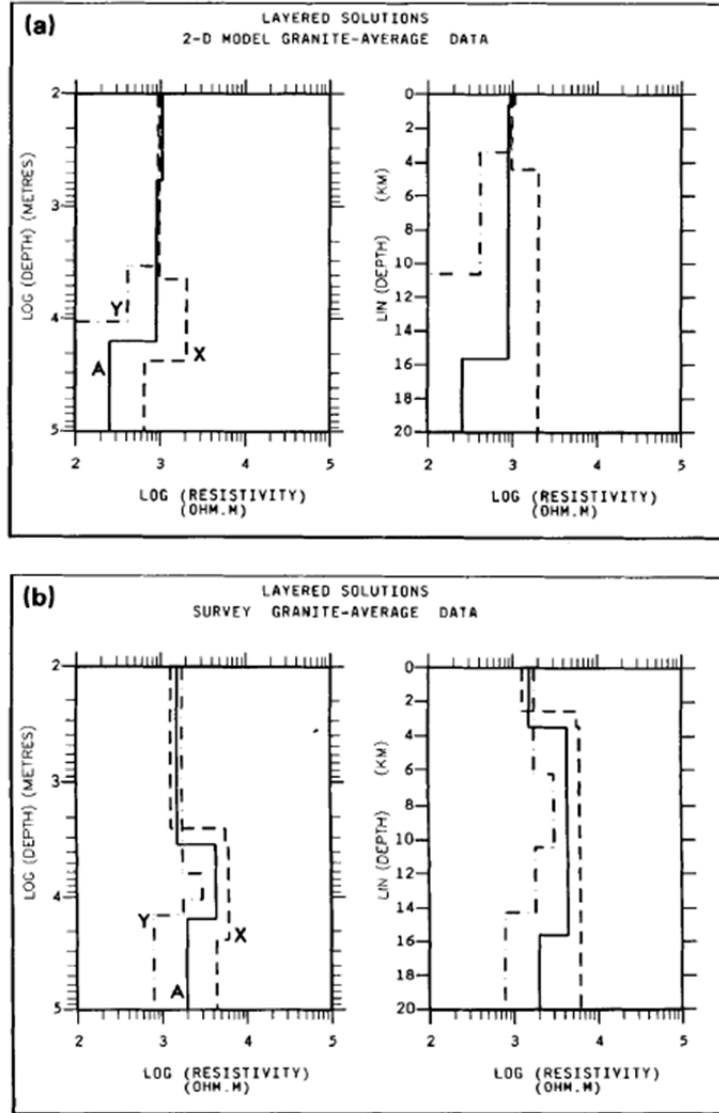 (a)
LAYERED SOLUTIONS
2-D MODEL GRANITE-AVERAGE DATA
LOG (DEPTH) (METRES)
2
3
4
5
Y
A
X
2 3 4 5
LOG (RESISTIVITY)
(OHM.M)
LIN (DEPTH) (KM)
0
2
4
6
8
10
12
14
16
18
20
2 3 4 5
LOG (RESISTIVITY)
(OHM.M)
(b)
LAYERED SOLUTIONS
SURVEY GRANITE-AVERAGE DATA
LOG (DEPTH) (METRES)
2
3
4
5
Y
X
A
2 3 4 5
LOG (RESISTIVITY)
(OHM.M)
LIN (DEPTH) (KM)
0
2
4
6
8
10
12
14
16
18
20
2 3 4 5
LOG (RESISTIVITY)
(OHM.M)